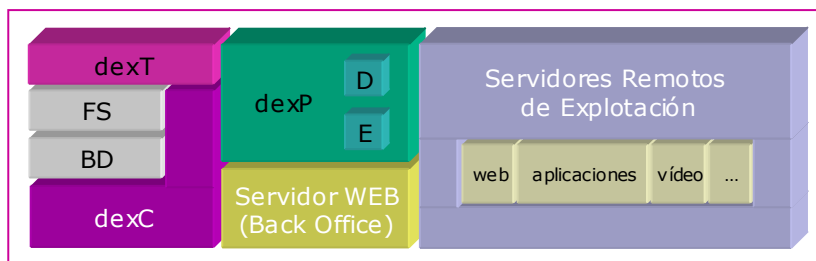 dexT
FS
BD
dexC
dexP
D
E
Servidor WEB
(Back Office)
Servidores Remotos
de Explotación
web
aplicaciones
vídeo
...